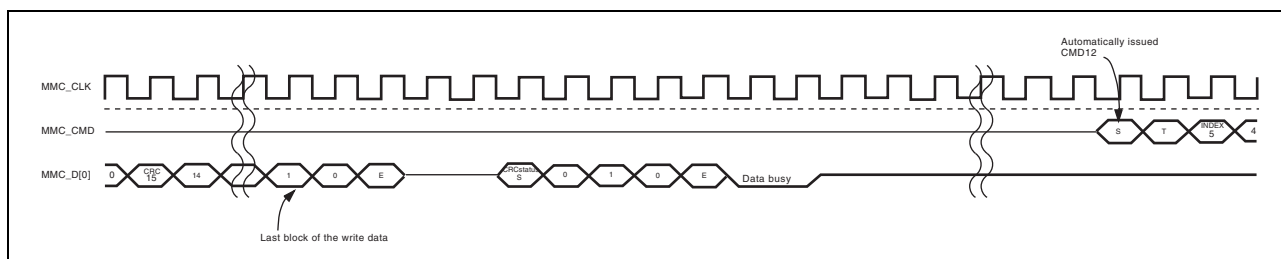 Automatically issued
CMD12
MMC_CLK
MMC_CMD
S T INDEX 5 4
MMC_D[0]
0 CRC 15 14 1 0 E CRCstatus S 0 1 0 E Data busy
Last block of the write data